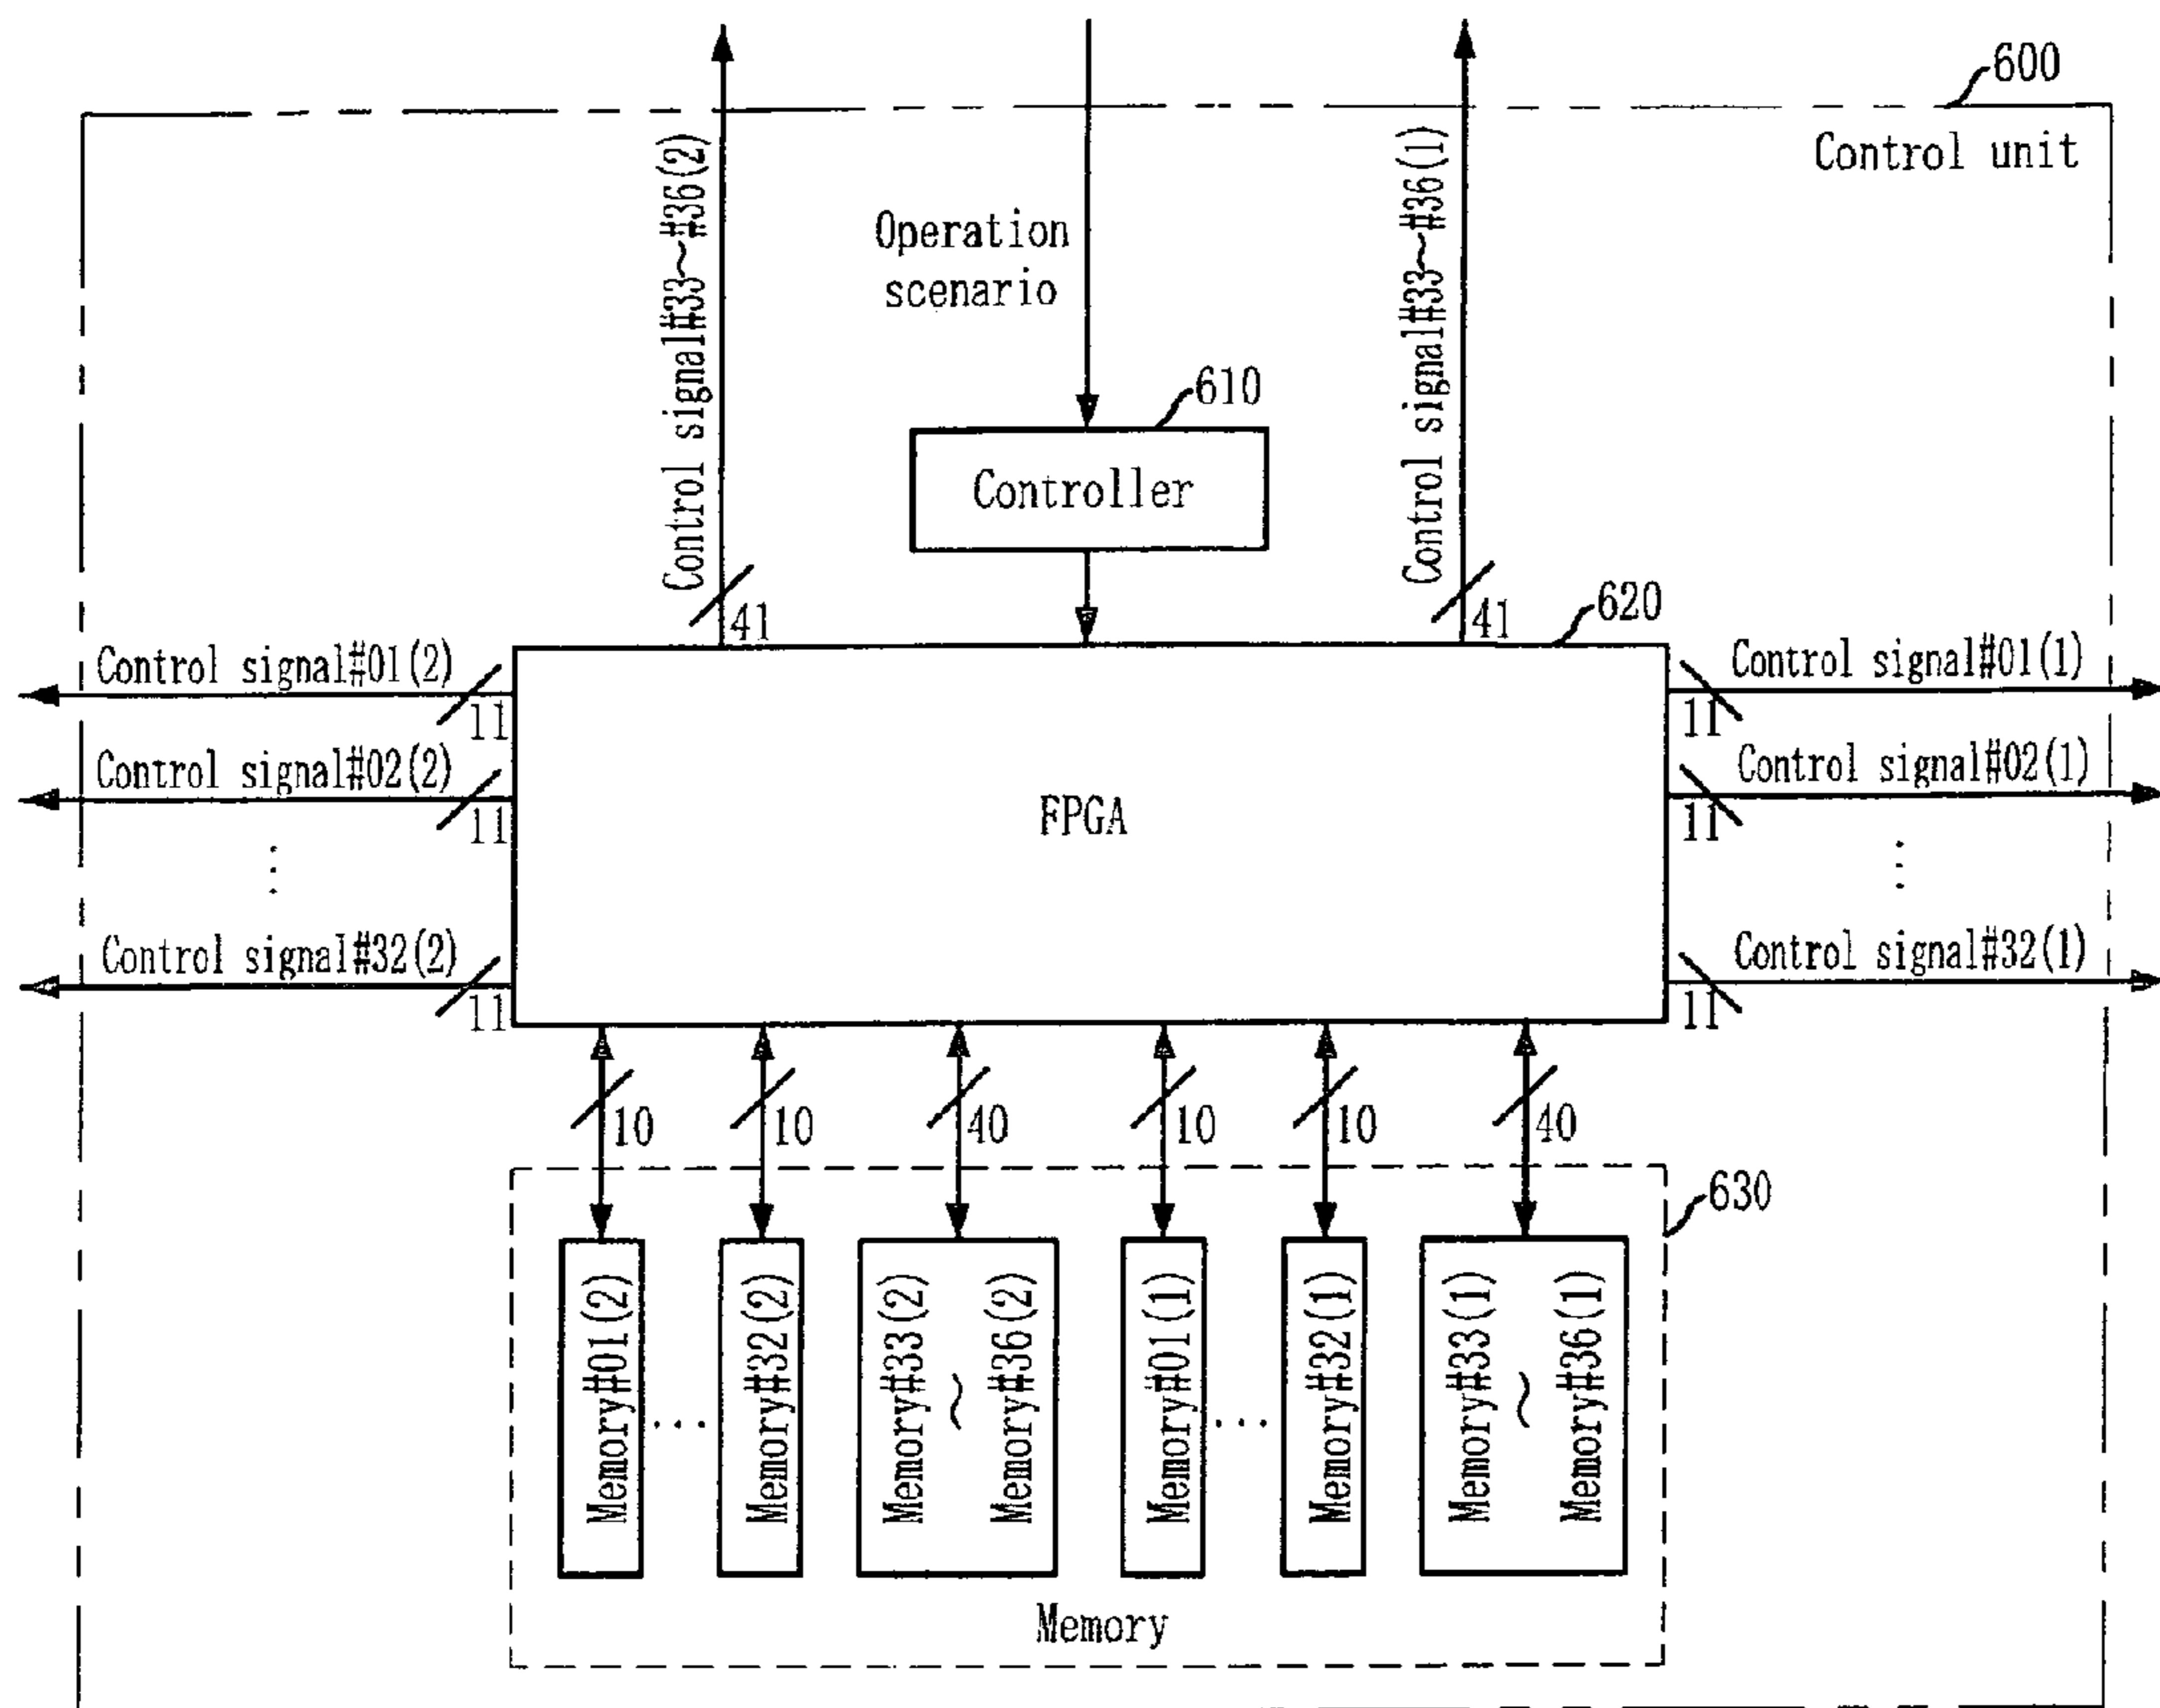 600
Control unit
Control signal#33~#36(2)
Operation
scenario
Control signal#33~#36(1)
610
Controller
41
41
620
Control signal#01(2)
11
Control signal#01(1)
11
Control signal#02(2)
11
Control signal#02(1)
11
FPGA
⋮
⋮
Control signal#32(2)
11
Control signal#32(1)
11
10
10
40
10
10
40
630
Memory#01(2)
...
Memory#32(2)
Memory#33(2)
~
Memory#36(2)
Memory#01(1)
...
Memory#32(1)
Memory#33(1)
~
Memory#36(1)
Memory